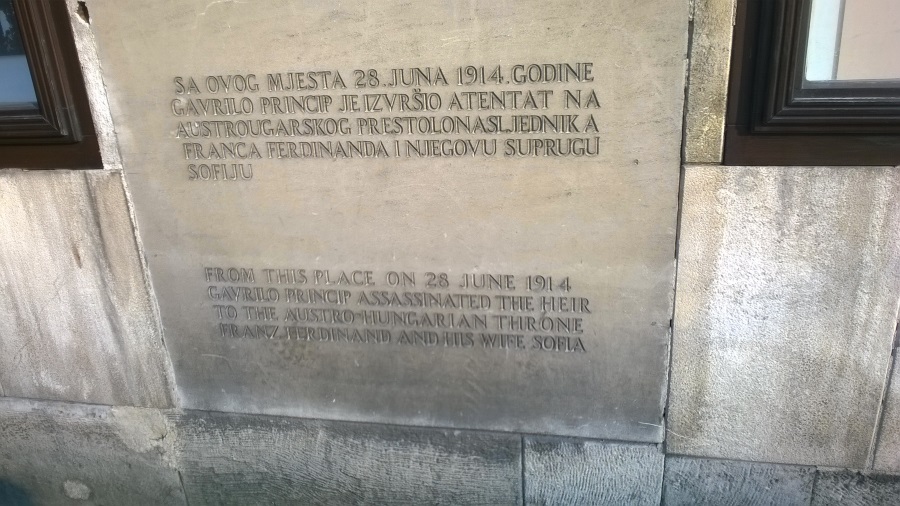 SA OVOG MJESTA 28.JUNA 1914.GODINE
GAVRILO PRINCIP JE IZVRŠIO ATENTAT NA
AUSTROUGARSKOG PRESTOLONASLJEDNIKA
FRANCA FERDINANDA I NJEGOVU SUPRUGU
SOFIJU
FROM THIS PLACE ON 28 JUNE 1914
GAVRILO PRINCIP ASSASSINATED THE HEIR
TO THE AUSTRO-HUNGARIAN THRONE
FRANZ FERDINAND AND HIS WIFE SOFIA